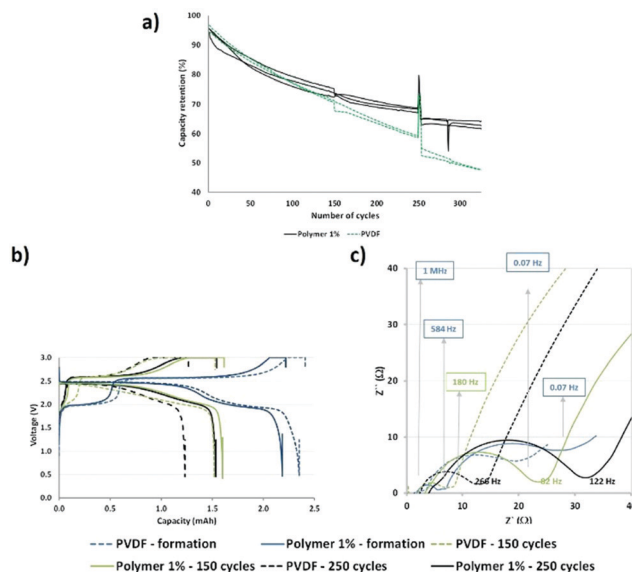 a)
100
90
80
70
60
50
40
Capacity retention (%)
0 50 100 150 200 250 300
Number of cycles
Polymer 1% PVDF
b)
3.0
2.5
2.0
1.5
1.0
0.5
0.0
Voltage (V)
0.0 0.5 1.0 1.5 2.0 2.5
Capacity (mAh)
c)
40
30
20
10
0
Z`` (Ω)
1 MHz
0.07 Hz
584 Hz
180 Hz
0.07 Hz
266 Hz
82 Hz
122 Hz
0 10 20 30 40
Z` (Ω)
PVDF - formation Polymer 1% - formation PVDF - 150 cycles
Polymer 1% - 150 cycles PVDF - 250 cycles Polymer 1% - 250 cycles